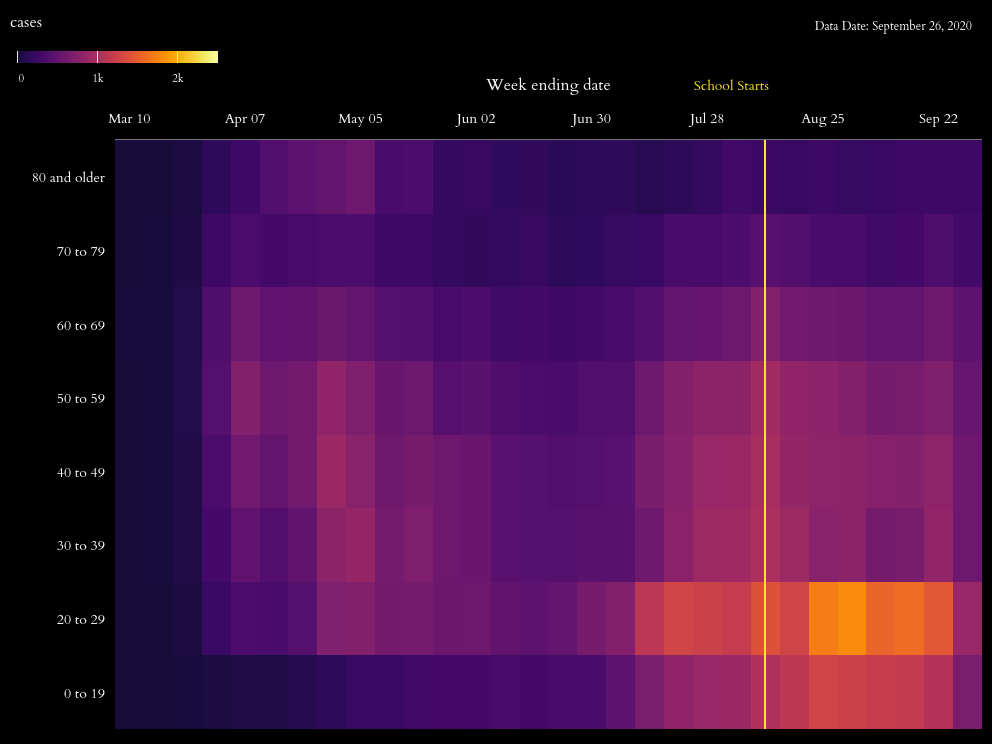 cases
Data Date: September 26, 2020
0 1k 2k
Week ending date
School Starts
Mar 10 Apr 07 May 05 Jun 02 Jun 30 Jul 28 Aug 25 Sep 22
80 and older
70 to 79
60 to 69
50 to 59
40 to 49
30 to 39
20 to 29
0 to 19